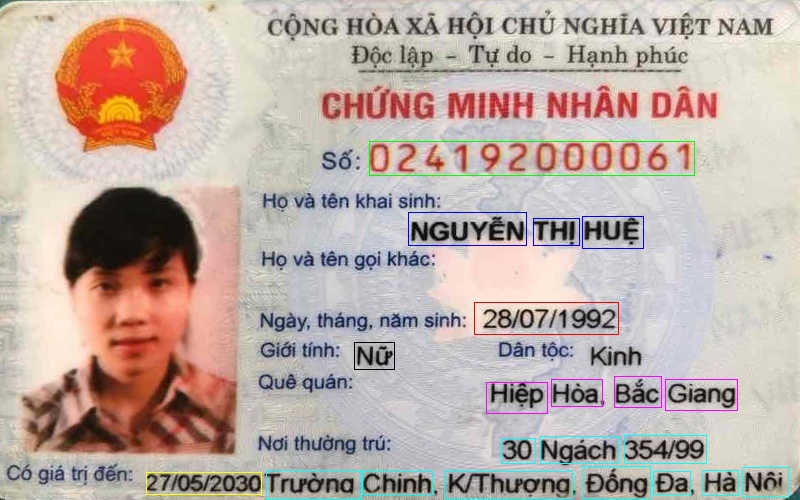 CỘNG HÒA XÃ HỘI CHỦ NGHĨA VIỆT NAM
Độc lập - Tự do - Hạnh phúc
CHỨNG MINH NHÂN DÂN
Số: 024192000061
Họ và tên khai sinh:
NGUYỄN THỊ HUỆ
Họ và tên gọi khác:
Ngày, tháng, năm sinh: 28/07/1992
Giới tính: Nữ Dân tộc: Kinh
Quê quán: Hiệp Hòa, Bắc Giang
Nơi thường trú: 30 Ngách 354/99
Có giá trị đến: 27/05/2030 Trường Chinh, K/Thượng, Đống Đa, Hà Nội